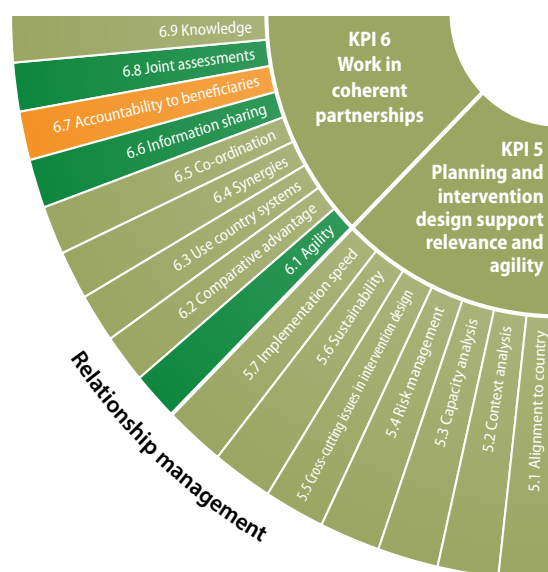 6.9 Knowledge
6.8 Joint assessments
6.7 Accountability to beneficiaries
6.6 Information sharing
6.5 Co-ordination
6.4 Synergies
6.3 Use country systems
6.2 Comparative advantage
6.1 Agility
KPI 6
Work in
coherent
partnerships
KPI 5
Planning and
intervention
design support
relevance and
agility
5.7 Implementation speed
5.6 Sustainability
5.5 Cross-cutting issues in intervention design
5.4 Risk management
5.3 Capacity analysis
5.2 Context analysis
5.1 Alignment to country
Relationship management